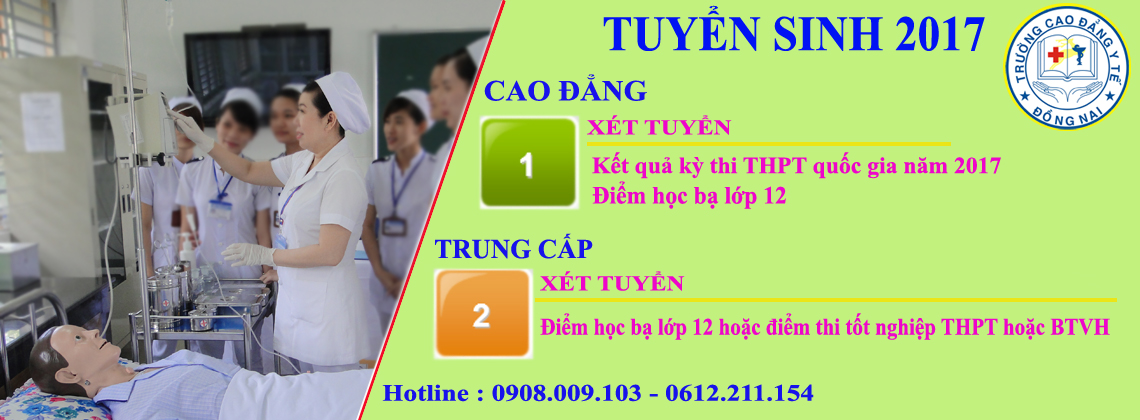 TUYỂN SINH 2017
TRƯỜNG CAO ĐẲNG Y TẾ
ĐỒNG NAI
CAO ĐẲNG
1
XÉT TUYỂN
Kết quả kỳ thi THPT quốc gia năm 2017
Điểm học bạ lớp 12
TRUNG CẤP
2
XÉT TUYỂN
Điểm học bạ lớp 12 hoặc điểm thi tốt nghiệp THPT hoặc BTVH
Hotline : 0908.009.103 - 0612.211.154